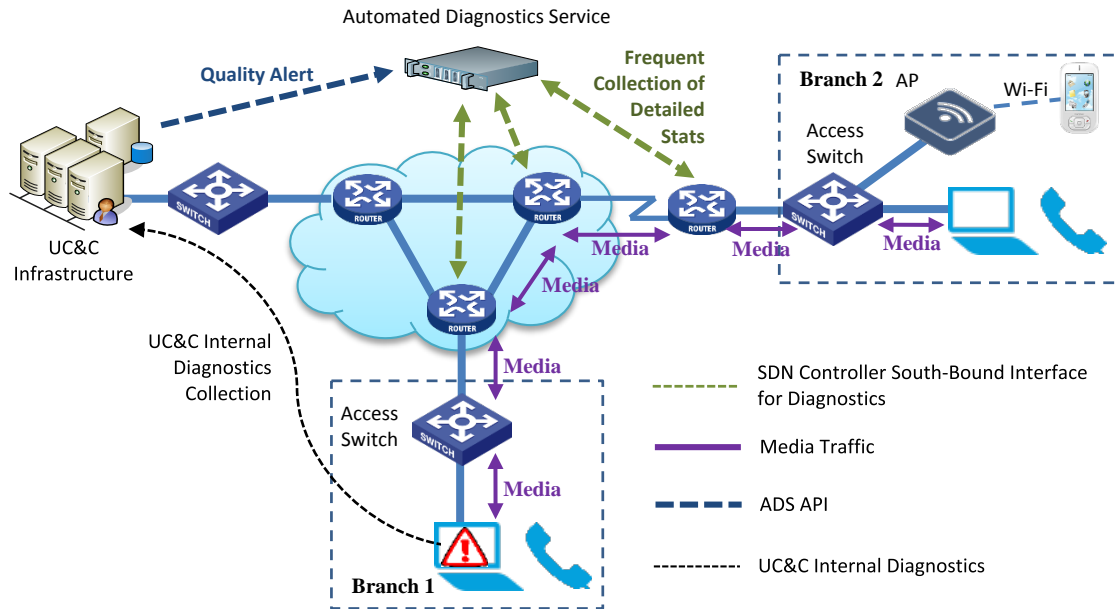 Automated Diagnostics Service
Quality Alert
Frequent
Collection of
Detailed
Stats
Branch 2
AP
Wi-Fi
Access
Switch
SWITCH
ROUTER
ROUTER
ROUTER
SWITCH
UC&C
Infrastructure
Media
Media
Media
Media
ROUTER
UC&C Internal
Diagnostics
Collection
Media
Access
Switch
SWITCH
Media
Branch 1
SDN Controller South-Bound Interface
for Diagnostics
Media Traffic
ADS API
UC&C Internal Diagnostics